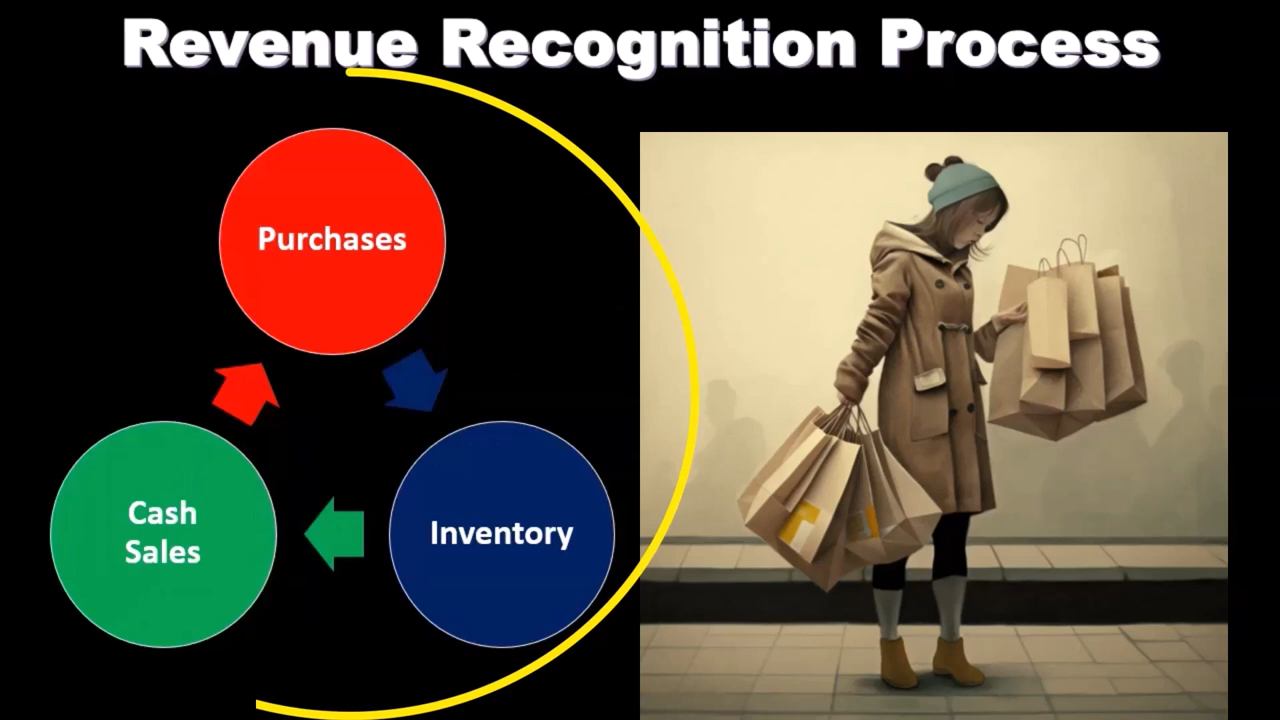 Revenue Recognition Process
Purchases
Cash
Sales
Inventory